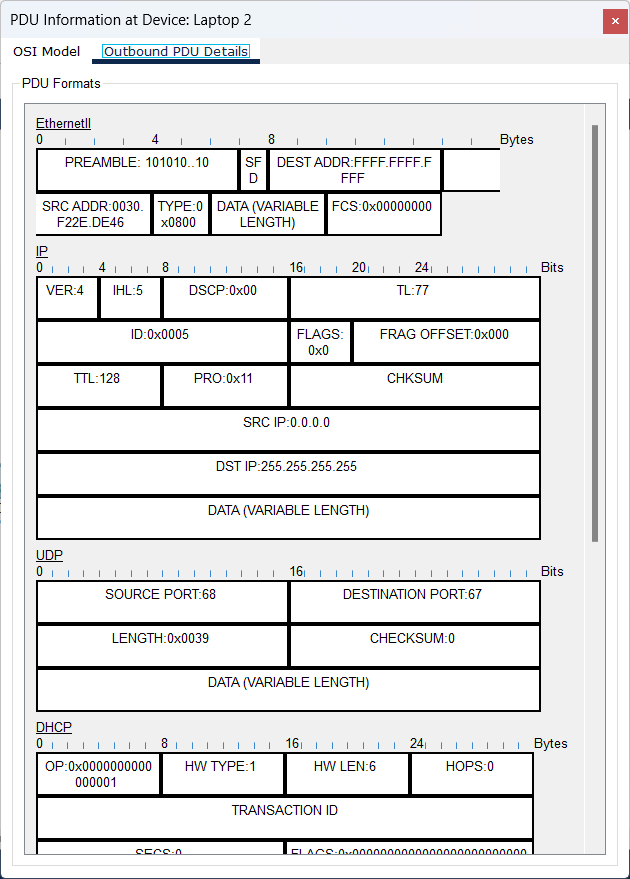 PDU Information at Device: Laptop 2
OSI Model Outbound PDU Details
PDU Formats
EthernetII
0 4 8 Bytes
PREAMBLE: 101010..10 SF DEST ADDR:FFFF.FFFF.F
D FFF
SRC ADDR:0030. TYPE:0 DATA (VARIABLE FCS:0x00000000
F22E.DE46 x0800 LENGTH)
IP
0 4 8 16 20 24 Bits
VER:4 IHL:5 DSCP:0x00 TL:77
ID:0x0005 FLAGS: FRAG OFFSET:0x000
0x0
TTL:128 PRO:0x11 CHKSUM
SRC IP:0.0.0.0
DST IP:255.255.255.255
DATA (VARIABLE LENGTH)
UDP
0 16 Bits
SOURCE PORT:68 DESTINATION PORT:67
LENGTH:0x0039 CHECKSUM:0
DATA (VARIABLE LENGTH)
DHCP
0 8 16 24 Bytes
OP:0x0000000000 HW TYPE:1 HW LEN:6 HOPS:0
000001
TRANSACTION ID
SECS:0